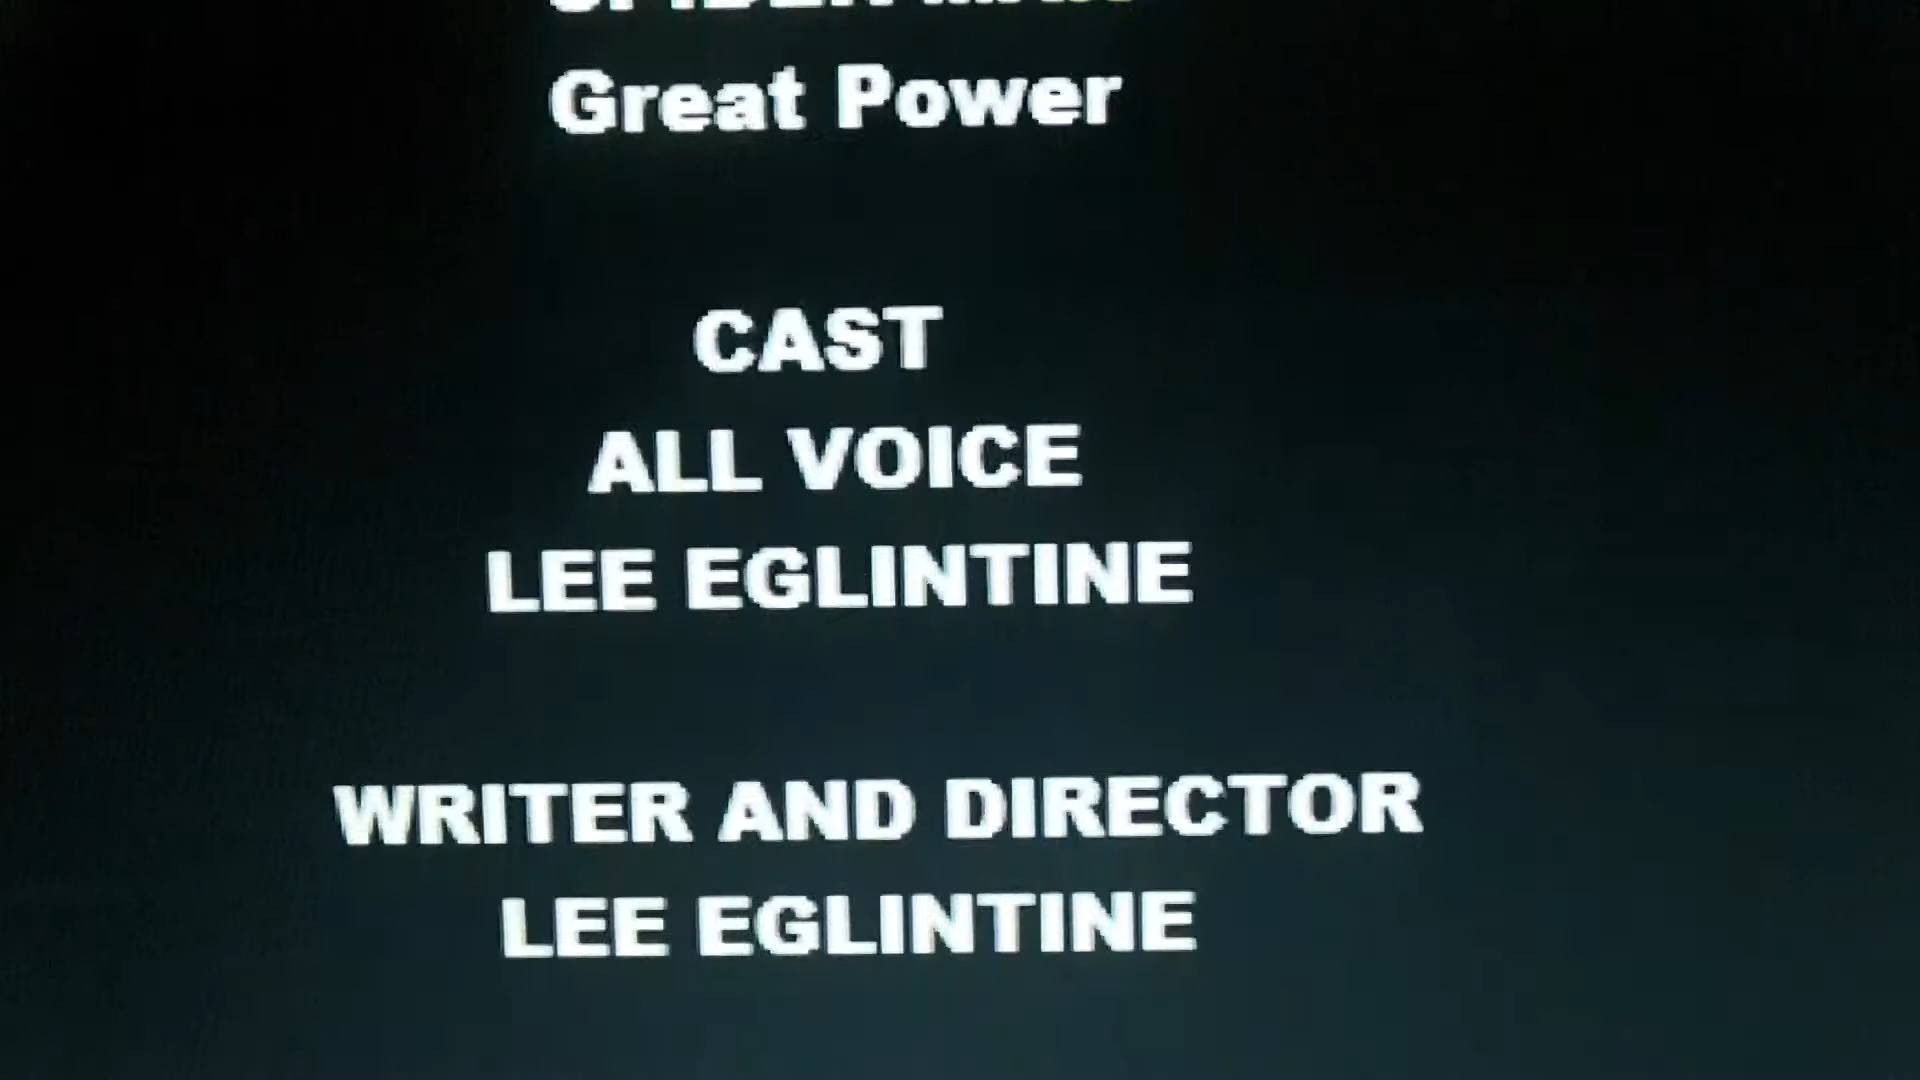 Great Power
CAST
ALL VOICE
LEE EGLINTINE
WRITER AND DIRECTOR
LEE EGLINTINE